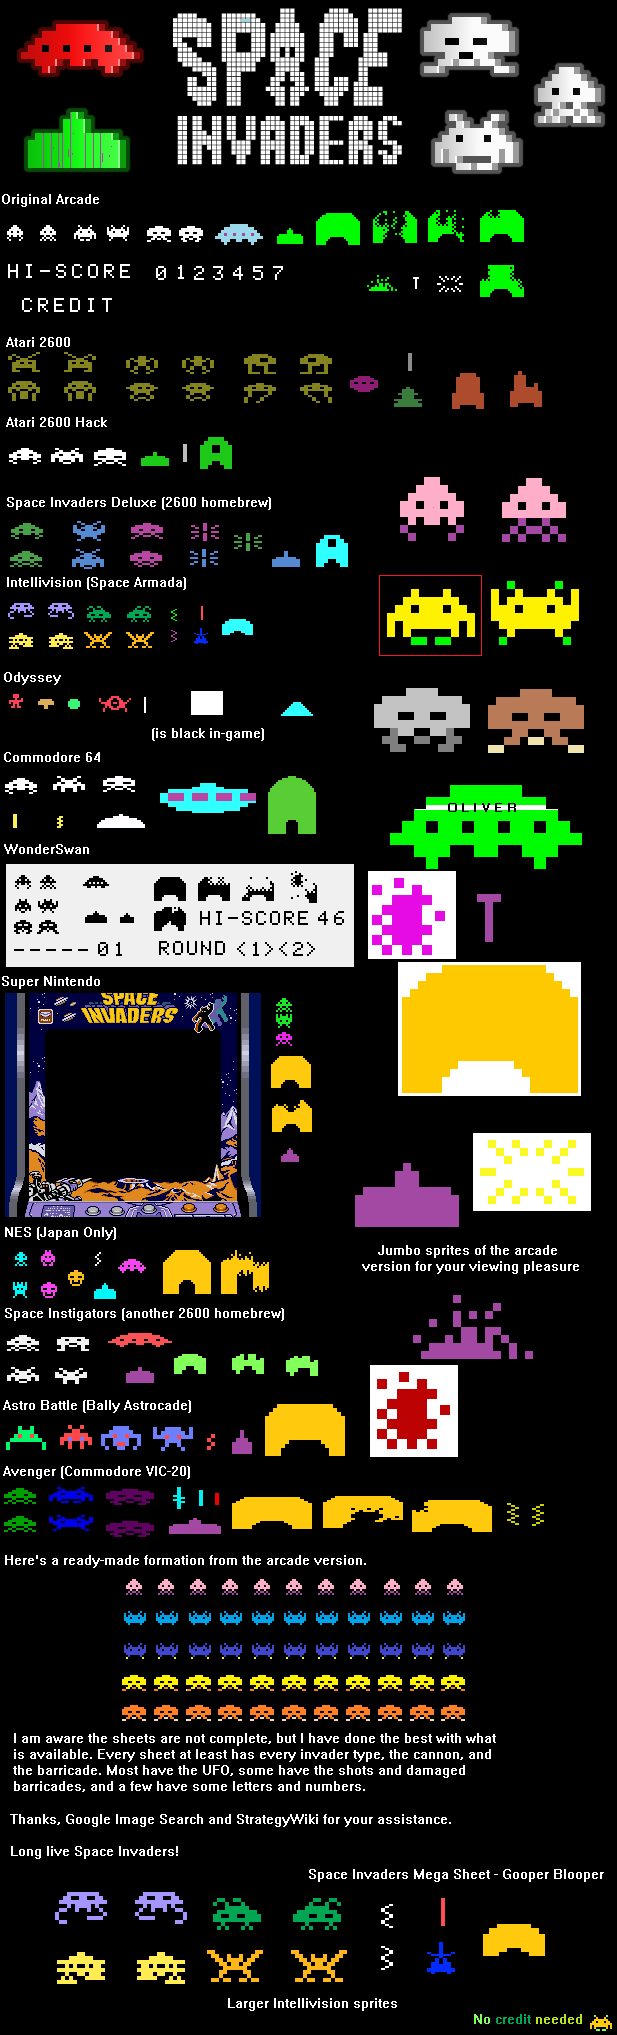 SPACE
INVADERS
Original Arcade
HI-SCORE 01234457
CREDIT
T
Atari 2600
Atari 2600 Hack
Space Invaders Deluxe (2600 homebrew)
Intellivision (Space Armada)
Odyssey
(is black in-game)
Commodore 64
OLIVER
WonderSwan
HI-SCORE 46
-----01 ROUND <1><2>
Super Nintendo
SPACE
INVADERS
NES (Japan Only)
Jumbo sprites of the arcade
version for your viewing pleasure
Space Instigators (another 2600 homebrew)
Astro Battle (Bally Astrocade)
Avenger (Commodore VIC-20)
Here's a ready-made formation from the arcade version.
I am aware the sheets are not complete, but I have done the best with what
is available. Every sheet at least has every invader type, the cannon, and
the barricade. Most have the UFO, some have the shots and damaged
barricades, and a few have some letters and numbers.
Thanks, Google Image Search and StrategyWiki for your assistance.
Long live Space Invaders!
Space Invaders Mega Sheet - Gooper Blooper
Larger Intellivision sprites
No credit needed